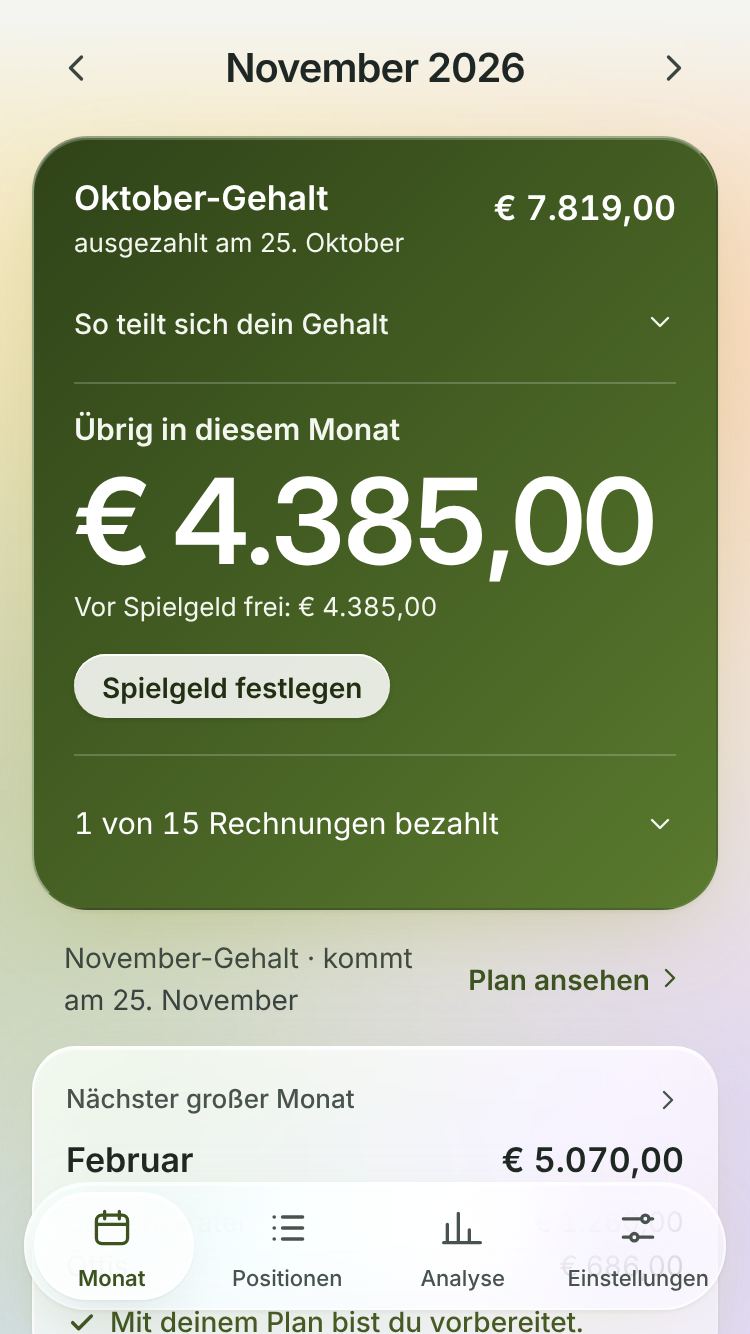 November 2026
Oktober-Gehalt
€ 7.819,00
ausgezahlt am 25. Oktober
So teilt sich dein Gehalt
Übrig in diesem Monat
€ 4.385,00
Vor Spielgeld frei: € 4.385,00
Spielgeld festlegen
1 von 15 Rechnungen bezahlt
November-Gehalt · kommt
am 25. November
Plan ansehen
Nächster großer Monat
Februar
€ 5.070,00
€ 686,00
Monat
Positionen
Analyse
Einstellungen
Mit deinem Plan bist du vorbereitet.